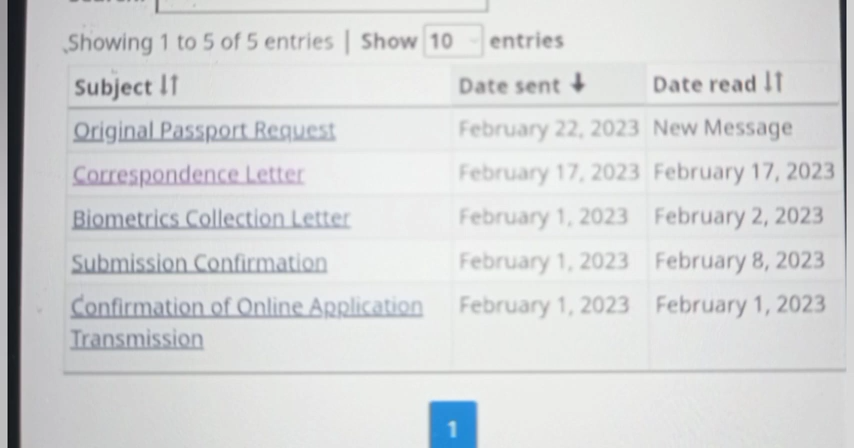 Showing 1 to 5 of 5 entries | Show 10 entries
Subject ↓↑ Date sent ↓ Date read ↓↑
Original Passport Request February 22, 2023 New Message
Correspondence Letter February 17, 2023 February 17, 2023
Biometrics Collection Letter February 1, 2023 February 2, 2023
Submission Confirmation February 1, 2023 February 8, 2023
Confirmation of Online Application February 1, 2023 February 1, 2023
Transmission
1